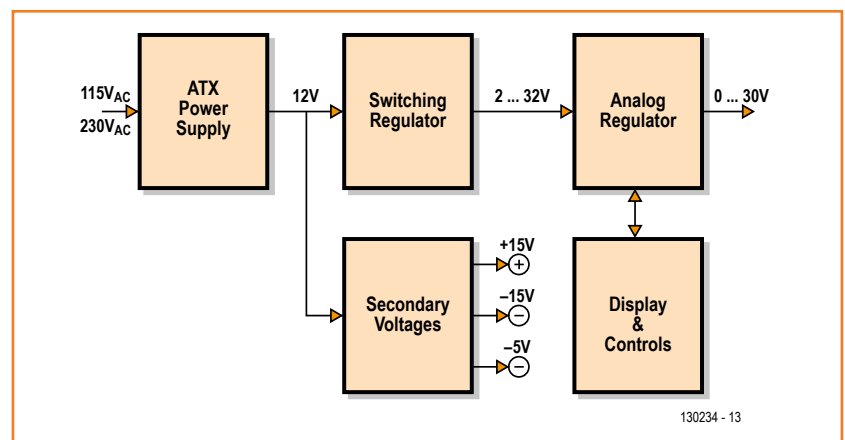 115VAC
230VAC
ATX
Power
Supply
12V
Switching
Regulator
2 ... 32V
Analog
Regulator
0 ... 30V
Secondary
Voltages
+15V
+
–15V
–
–5V
–
Display
&
Controls
130234 - 13